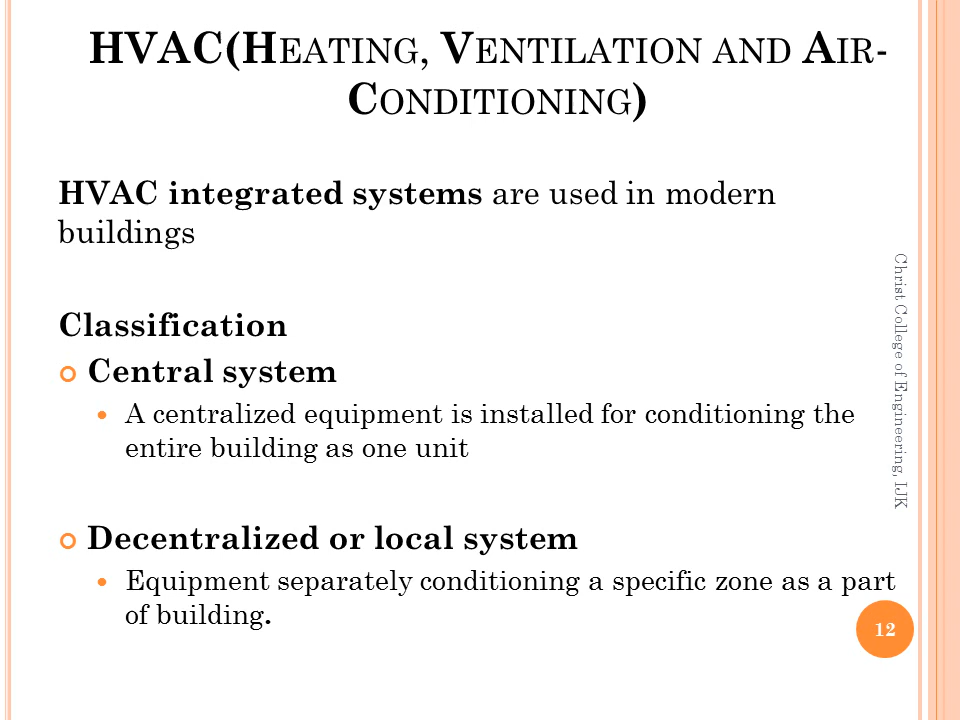 HVAC(HEATING, VENTILATION AND AIR-
CONDITIONING)
HVAC integrated systems are used in modern
buildings
Classification
Central system
A centralized equipment is installed for conditioning the
entire building as one unit
Decentralized or local system
Equipment separately conditioning a specific zone as a part
of building.
Christ College of Engineering, IJK
12